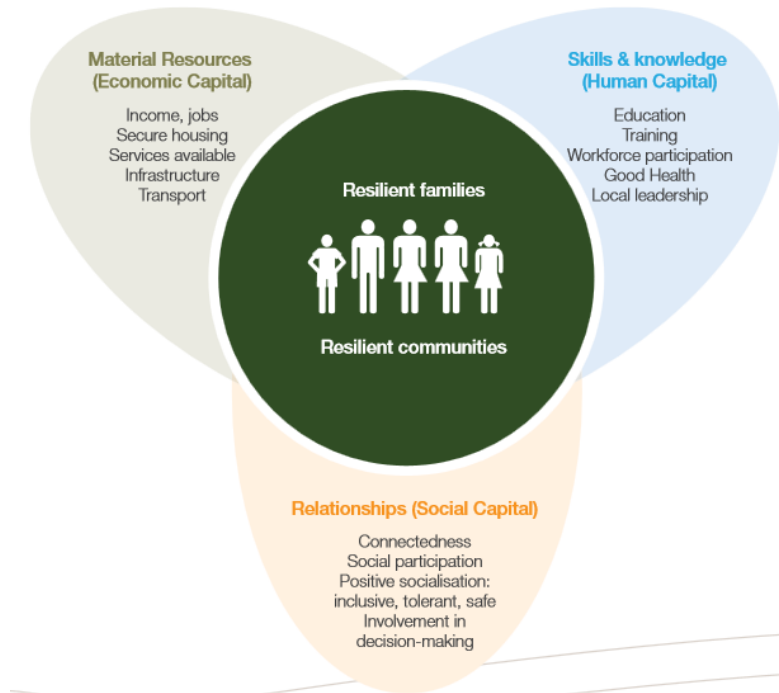 Material Resources
(Economic Capital)
Income, jobs
Secure housing
Services available
Infrastructure
Transport
Skills & knowledge
(Human Capital)
Education
Training
Workforce participation
Good Health
Local leadership
Resilient families
Resilient communities
Relationships (Social Capital)
Connectedness
Social participation
Positive socialisation:
inclusive, tolerant, safe
Involvement in
decision-making